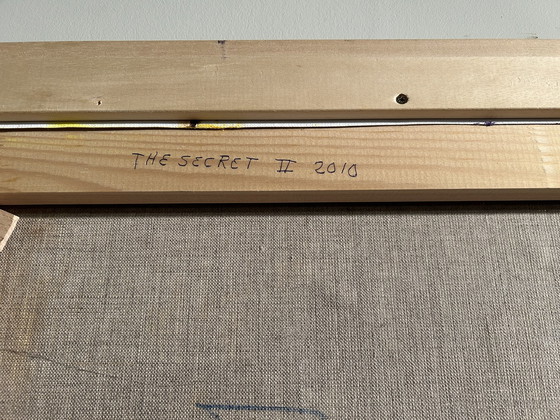 THE SECRET II 2010